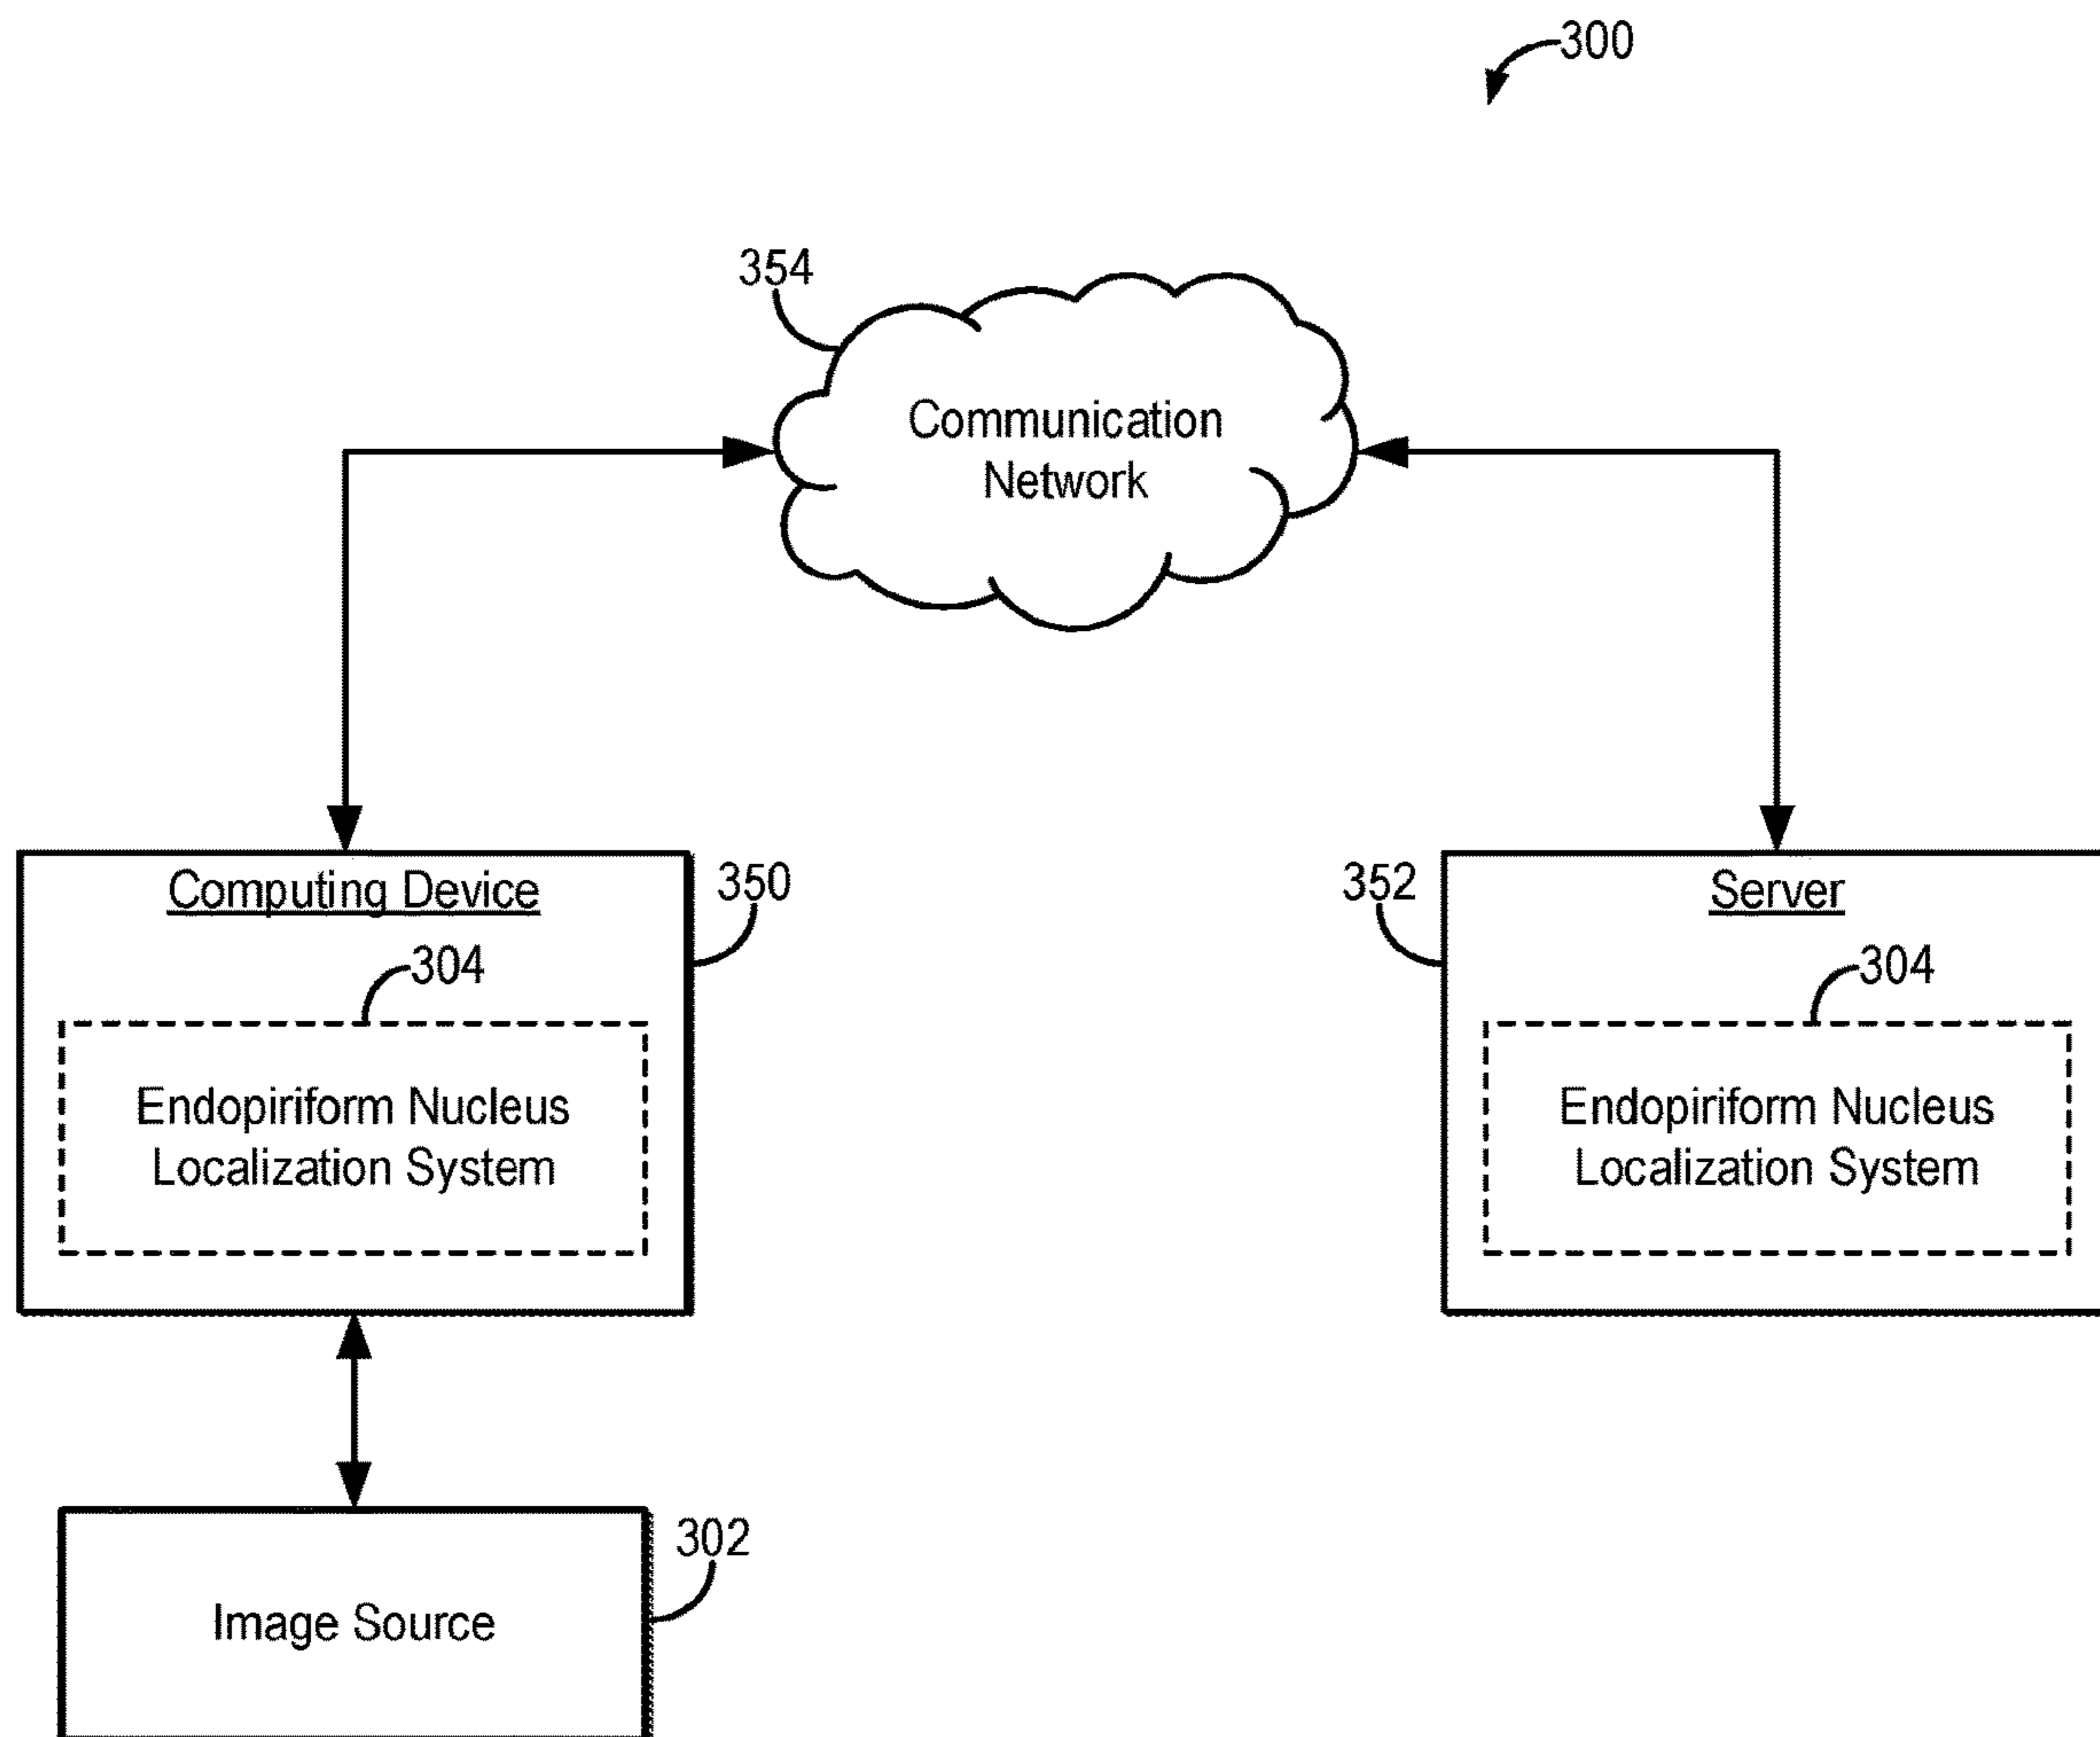 300
354
Communication
Network
Computing Device
350
352
Server
304
304
Endopiriform Nucleus
Localization System
Endopiriform Nucleus
Localization System
302
Image Source